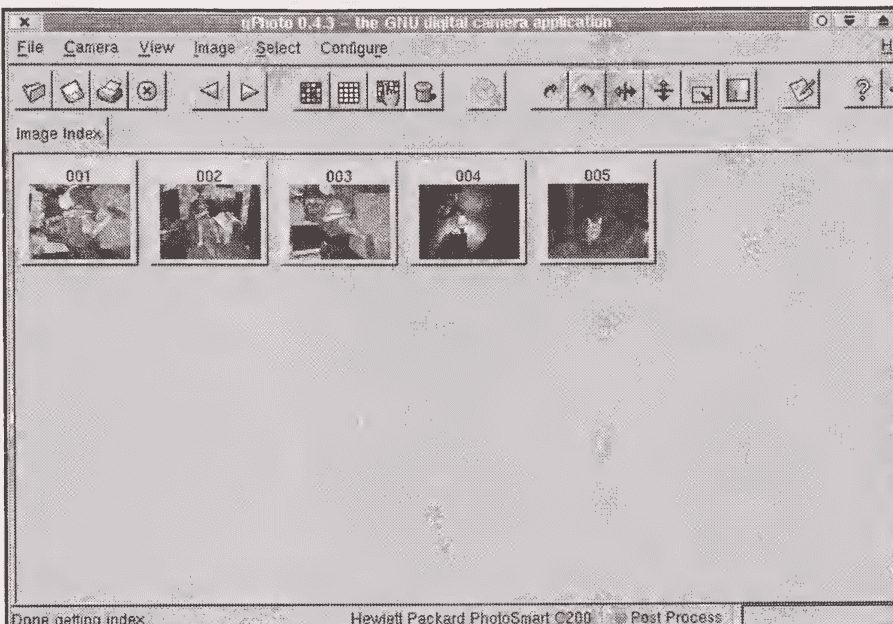 gPhoto 0.4.3 - the GNU digital camera application
File Camera View Image Select Configure
Image Index
001 002 003 004 005
Done getting index
Hewlett Packard PhotoSmart C200 Post Process